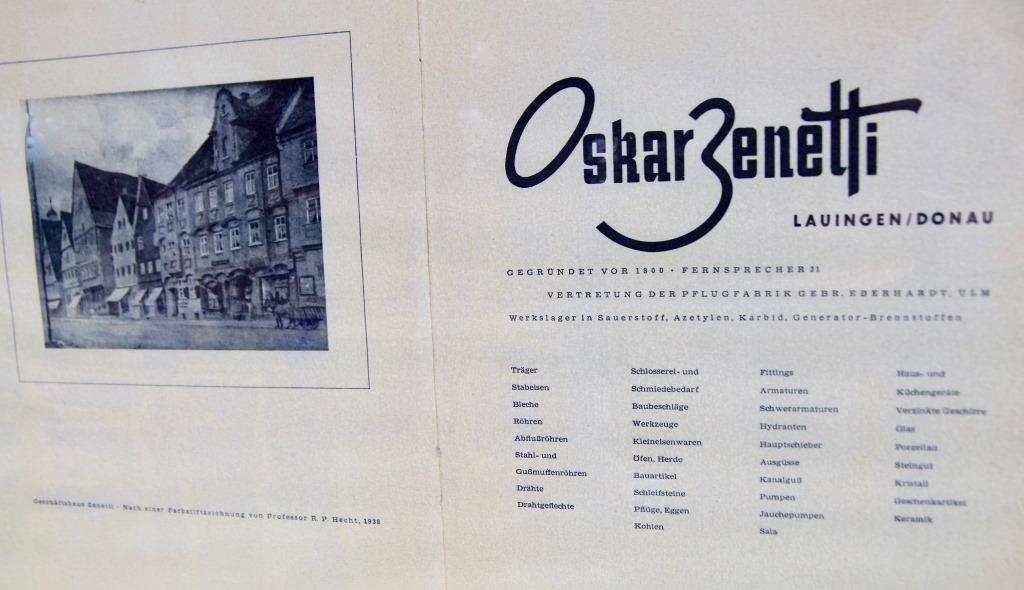 Geschäftshaus Zenetti - Nach einer Farbstiftzeichnung von Professor R. P. Hecht, 1938
Oskar Zenetti
LAUINGEN/DONAU
GEGRÜNDET VOR 1800 • FERNSPRECHER 21
VERTRETUNG DER PFLUGFABRIK GEBR. EBERHARDT, ULM
Werkslager in Sauerstoff, Azetylen, Karbid, Generator-Brennstoffen
Träger
Stabeisen
Bleche
Röhren
Abflußröhren
Stahl- und
Gußmuffenröhren
Drähte
Drahtgeflechte
Schlosserei- und
Schmiedebedarf
Baubeschläge
Werkzeuge
Kleineisenwaren
Öfen, Herde
Bauartikel
Schleifsteine
Pflüge, Eggen
Kohlen
Fittings
Armaturen
Schwerarmaturen
Hydranten
Hauptschieber
Ausgüsse
Kanalguß
Pumpen
Jauchepumpen
Salz
Haus- und
Küchengeräte
Verzinkte Geschirre
Glas
Porzellan
Steingut
Kristall
Geschenkartikel
Keramik